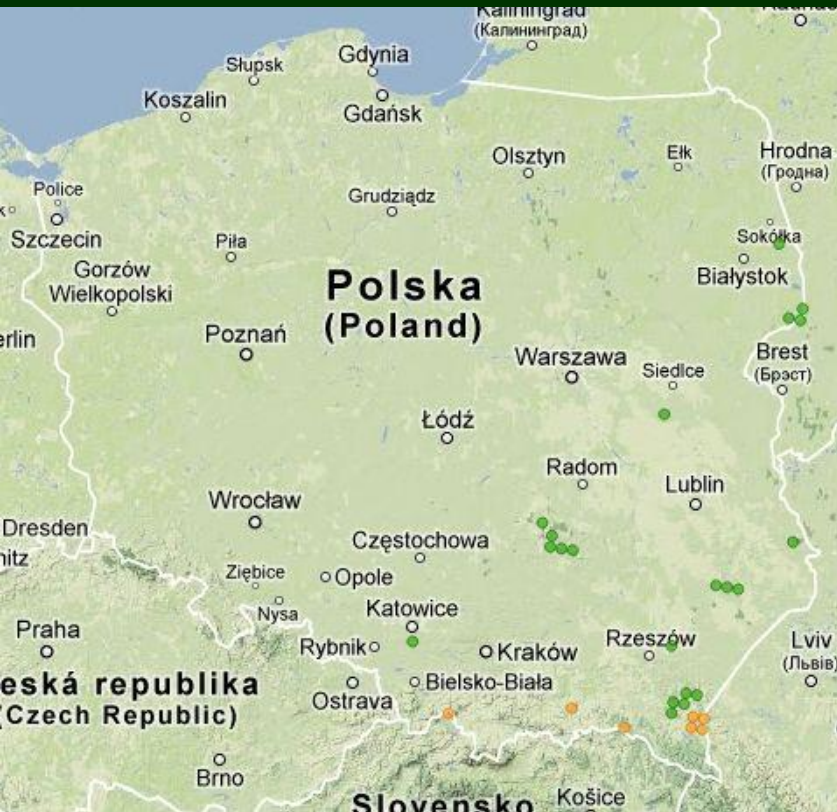 Kaliningrad
(Калининград)
Gdynia
Słupsk
Koszalin
Gdańsk
Olsztyn
Ełk
Hrodna
(Гродна)
Police
Grudziądz
Szczecin
Piła
Sokółka
Białystok
Gorzów
Wielkopolski
Polska
(Poland)
erlin
Poznań
Warszawa
Siedlce
Brest
(Брэст)
Łódź
Radom
Lublin
Wrocław
Dresden
nitz
Częstochowa
Ziębice
Opole
Nysa
Katowice
Praha
Rybnik
Kraków
Rzeszów
Lviv
(Львів)
eská republika
(Czech Republic)
Ostrava
Bielsko-Biała
Brno
Slovensko
Košice